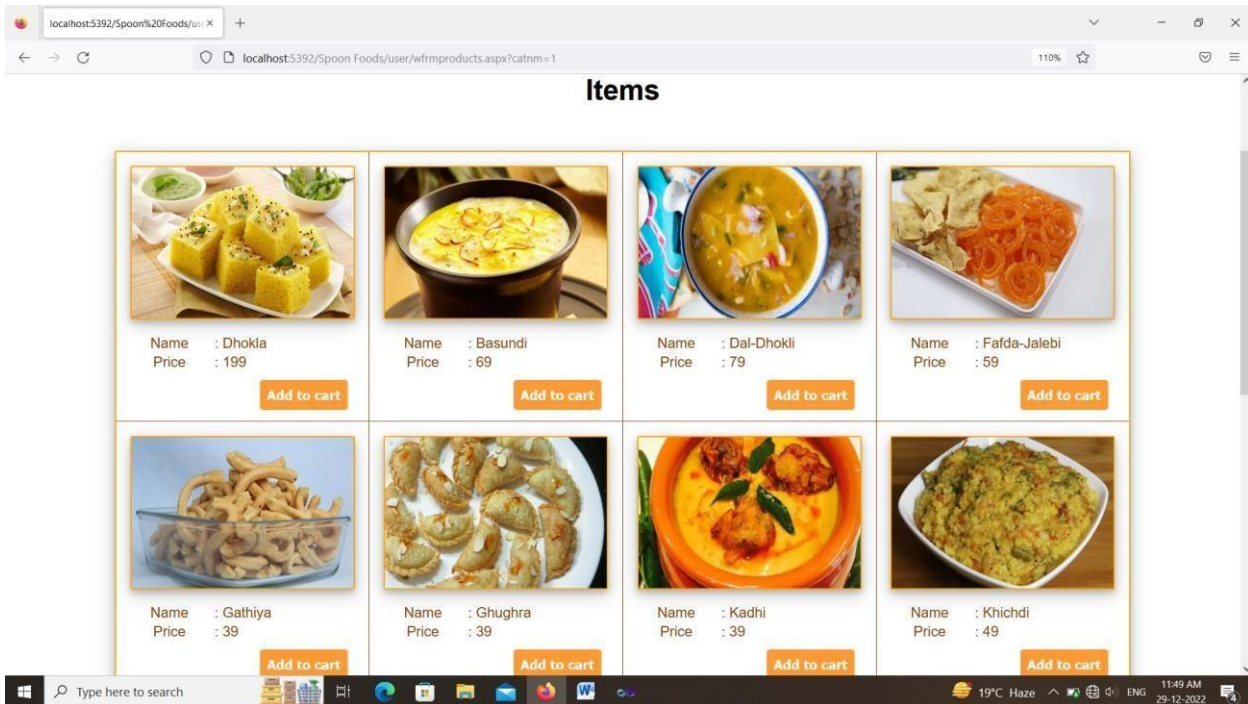 localhost:5392/Spoon%20Foods/us
localhost:5392/Spoon Foods/user/wfrmproducts.aspx?catnm=1
110%
Items
Name : Dhokla
Price : 199
Add to cart
Name : Basundi
Price : 69
Add to cart
Name : Dal-Dhokli
Price : 79
Add to cart
Name : Fafda-Jalebi
Price : 59
Add to cart
Name : Gathiya
Price : 39
Add to cart
Name : Ghughra
Price : 39
Add to cart
Name : Kadhi
Price : 39
Add to cart
Name : Khichdi
Price : 49
Add to cart
Type here to search
W
19°C Haze
ENG
11:49 AM
29-12-2022
4